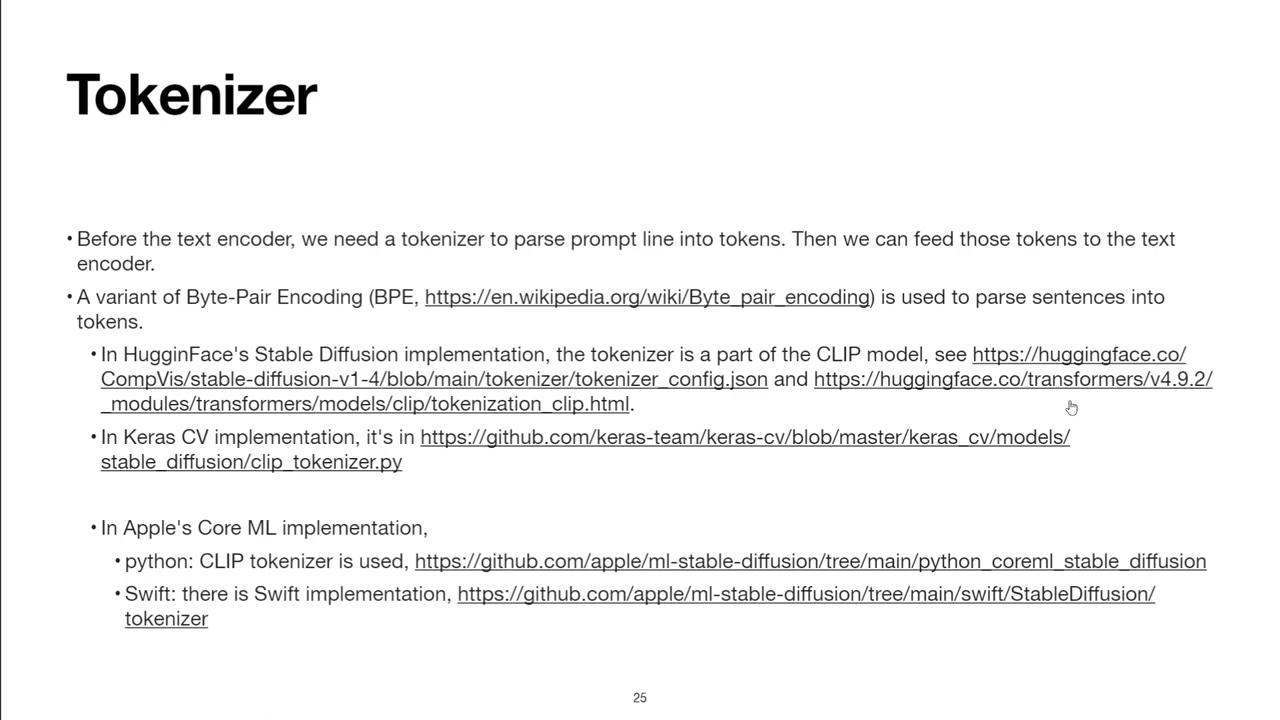 Tokenizer
• Before the text encoder, we need a tokenizer to parse prompt line into tokens. Then we can feed those tokens to the text
encoder.
• A variant of Byte-Pair Encoding (BPE, https://en.wikipedia.org/wiki/Byte_pair_encoding) is used to parse sentences into
tokens.
• In HugginFace's Stable Diffusion implementation, the tokenizer is a part of the CLIP model, see https://huggingface.co/
CompVis/stable-diffusion-v1-4/blob/main/tokenizer/tokenizer_config.json and https://huggingface.co/transformers/v4.9.2/
_modules/transformers/models/clip/tokenization_clip.html.
• In Keras CV implementation, it's in https://github.com/keras-team/keras-cv/blob/master/keras_cv/models/
stable_diffusion/clip_tokenizer.py
• In Apple's Core ML implementation,
• python: CLIP tokenizer is used, https://github.com/apple/ml-stable-diffusion/tree/main/python_coreml_stable_diffusion
• Swift: there is Swift implementation, https://github.com/apple/ml-stable-diffusion/tree/main/swift/StableDiffusion/
tokenizer
25